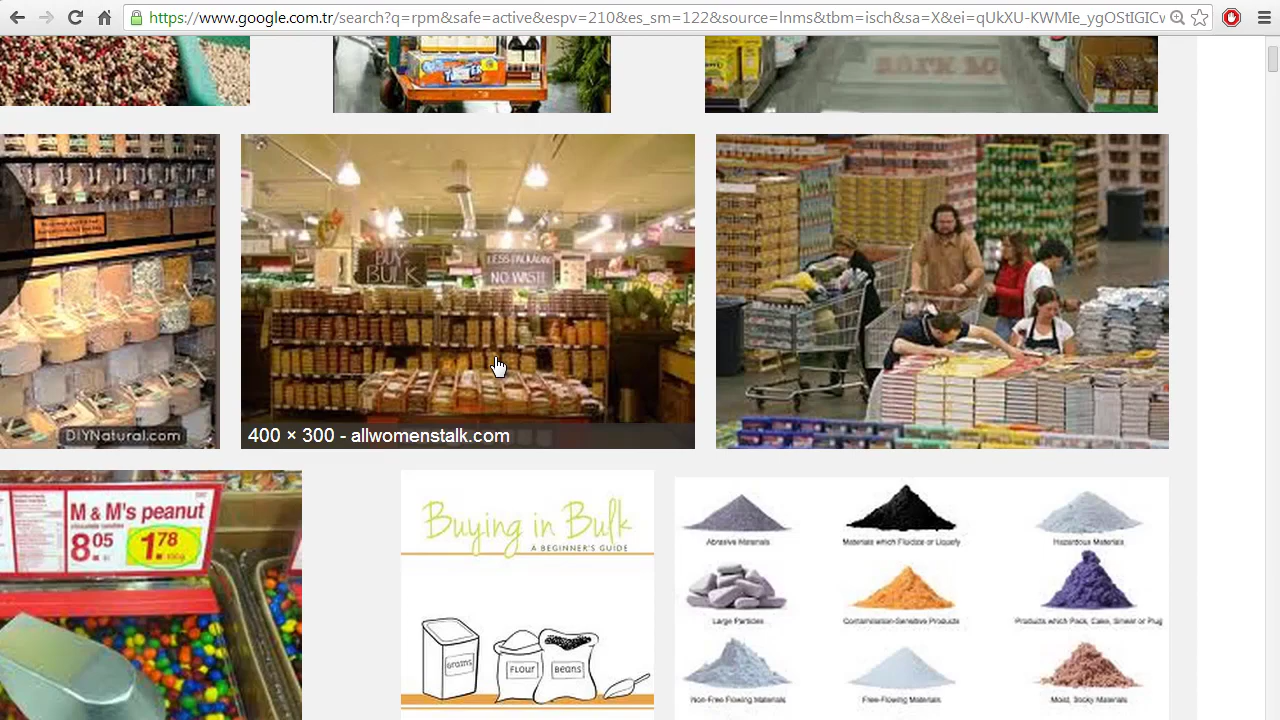 https://www.google.com.tr/search?q=rpm&safe=active&espv=210&es_sm=122&source=lnms&tbm=isch&sa=X&ei=qUhXU-KWMIe_ygOStIGICv
TWISTER
BUY
BULK
LESS PACKAGING
NO WASTE!
DIYNatural.com
400 × 300 - allwomenstalk.com
M & M's peanut
chocolate candies
8.05
1.78
Buying in Bulk
A BEGINNER'S GUIDE
GRAINS
FLOUR
BEANS
Abrasive Materials
Materials which Fluidize or Liquefy
Hazardous Materials
Large Particles
Contamination-Sensitive Products
Products which Pack, Cake, Smear or Plug
Non-Free Flowing Materials
Free-Flowing Materials
Moist, Sticky Materials